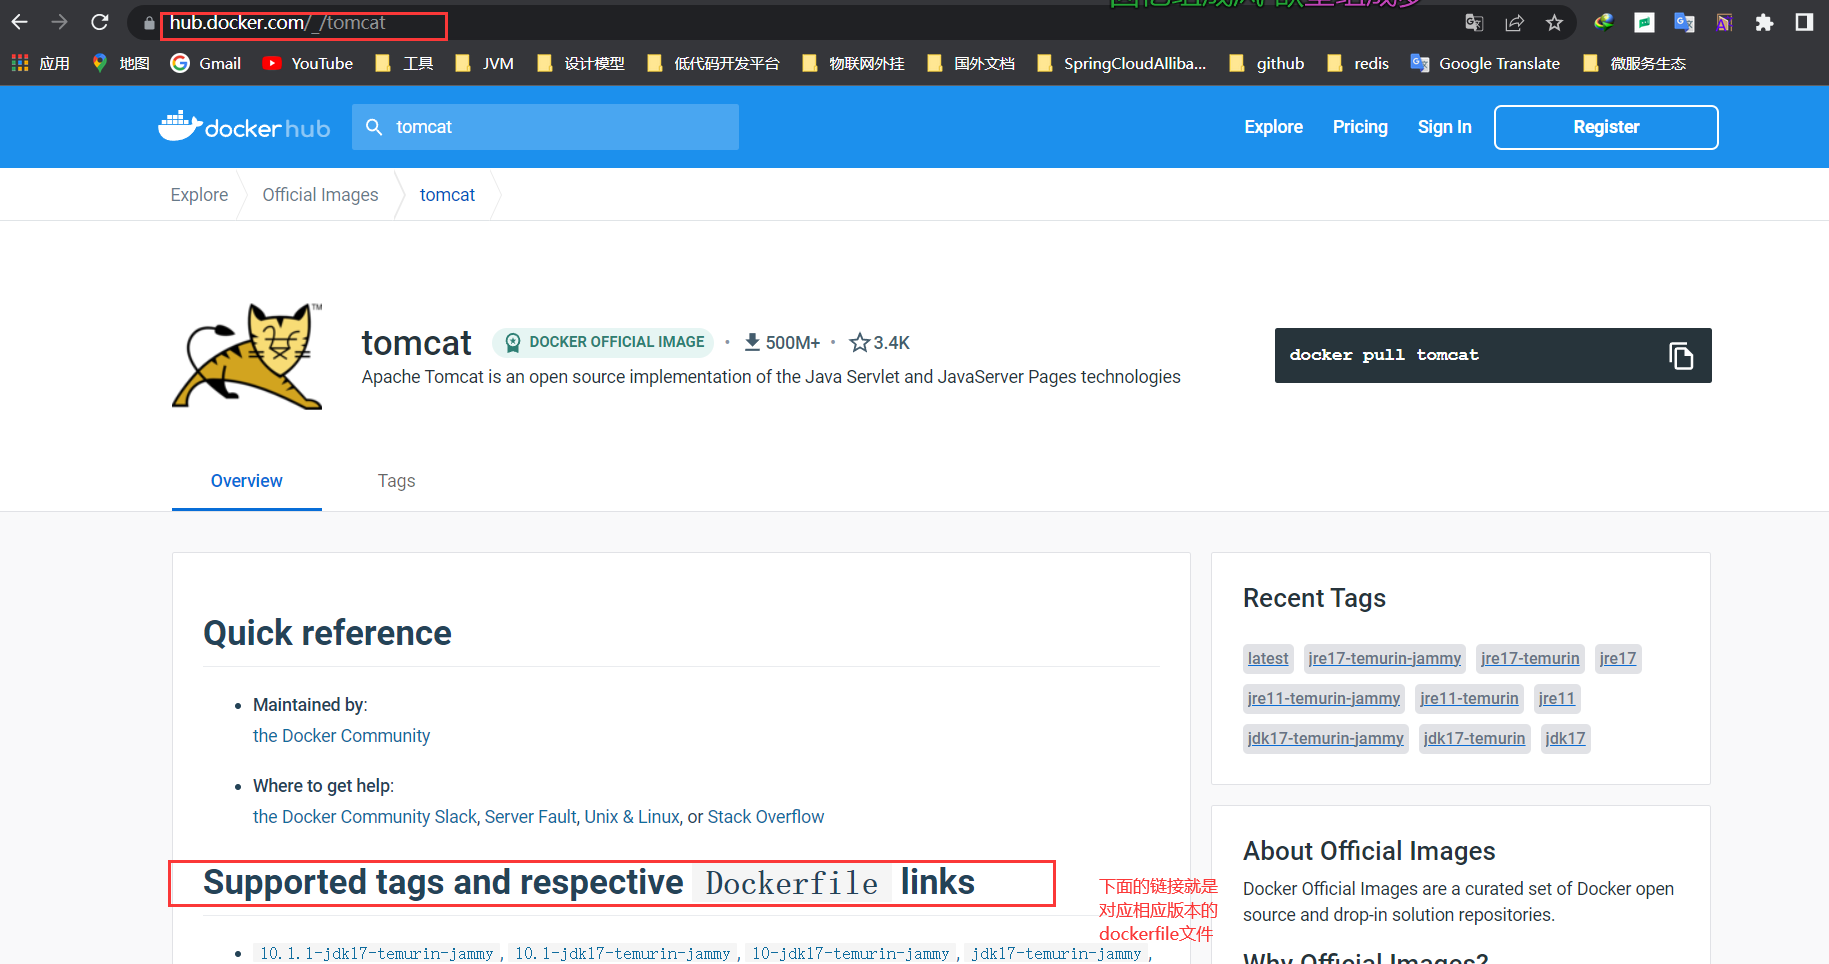 hub.docker.com/_/tomcat
应用 地图 Gmail YouTube 工具 JVM 设计模型 低代码开发平台 物联网外挂 国外文档 SpringCloudAlliba... github redis Google Translate 微服务生态
docker hub tomcat Explore Pricing Sign In Register
Explore Official Images tomcat
TM
tomcat DOCKER OFFICIAL IMAGE • 500M+ • 3.4K
Apache Tomcat is an open source implementation of the Java Servlet and JavaServer Pages technologies
docker pull tomcat
Overview Tags
Quick reference
• Maintained by:
the Docker Community
• Where to get help:
the Docker Community Slack, Server Fault, Unix & Linux, or Stack Overflow
Supported tags and respective Dockerfile links
• 10.1.1-jdk17-temurin-jammy, 10.1-jdk17-temurin-jammy, 10-jdk17-temurin-jammy, jdk17-temurin-jammy,
下面的链接就是
对应相应版本的
dockerfile文件
Recent Tags
latest jre17-temurin-jammy jre17-temurin jre17
jre11-temurin-jammy jre11-temurin jre11
jdk17-temurin-jammy jdk17-temurin jdk17
About Official Images
Docker Official Images are a curated set of Docker open
source and drop-in solution repositories.
Why Official Images?